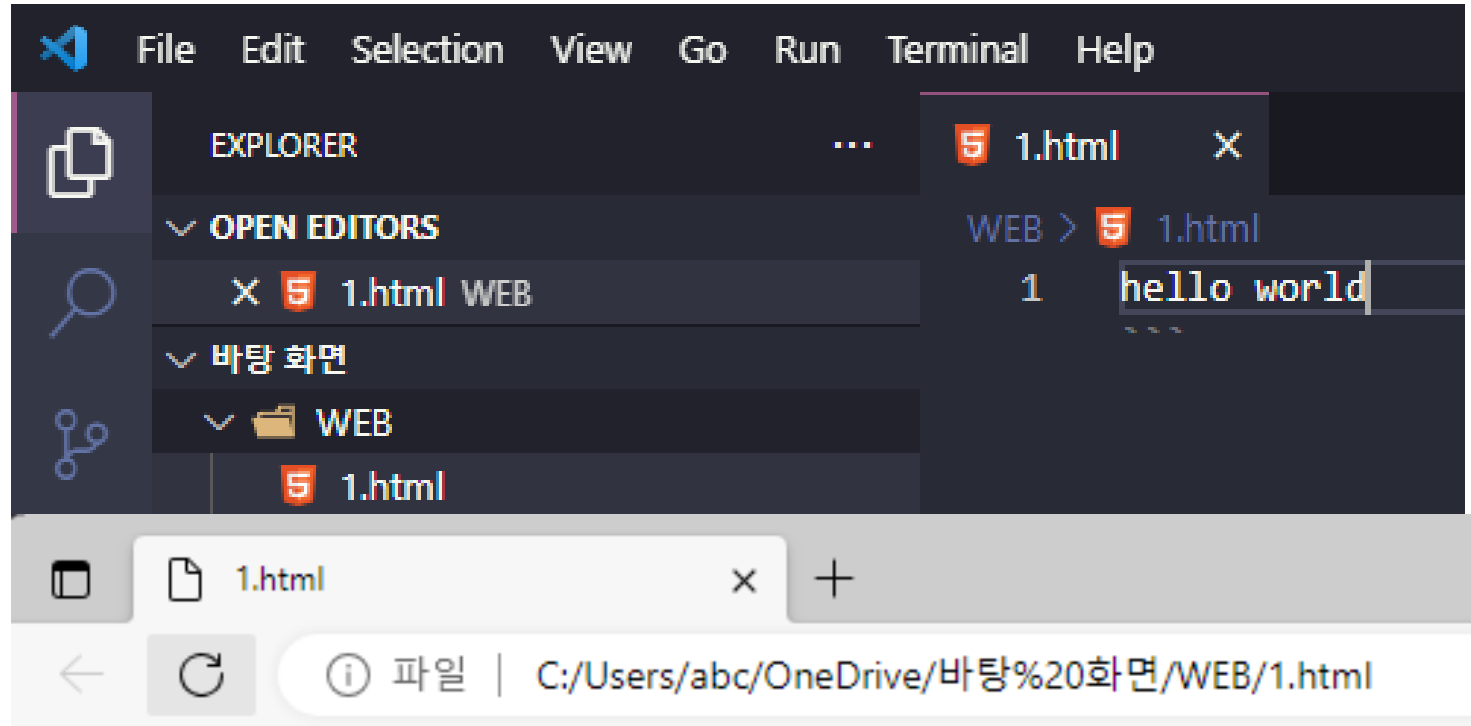 File Edit Selection View Go Run Terminal Help
EXPLORER ··· 1.html
OPEN EDITORS
WEB > 1.html
1.html WEB
1 hello world
바탕 화면
WEB
1.html
1.html
파일 | C:/Users/abc/OneDrive/바탕%20화면/WEB/1.html